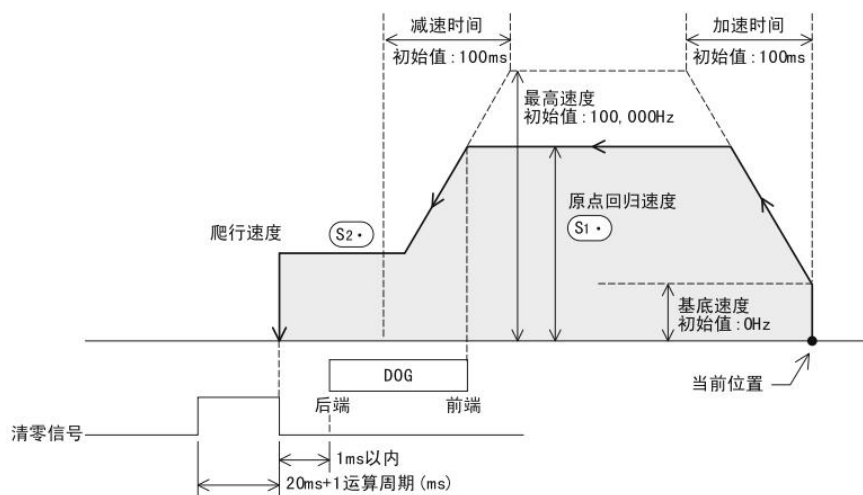 减速时间
初始值:100ms
加速时间
初始值:100ms
最高速度
初始值:100,000Hz
原点回归速度
S1・
爬行速度
S2・
基底速度
初始值:0Hz
当前位置
DOG
后端
前端
清零信号
1ms以内
20ms+1运算周期(ms)